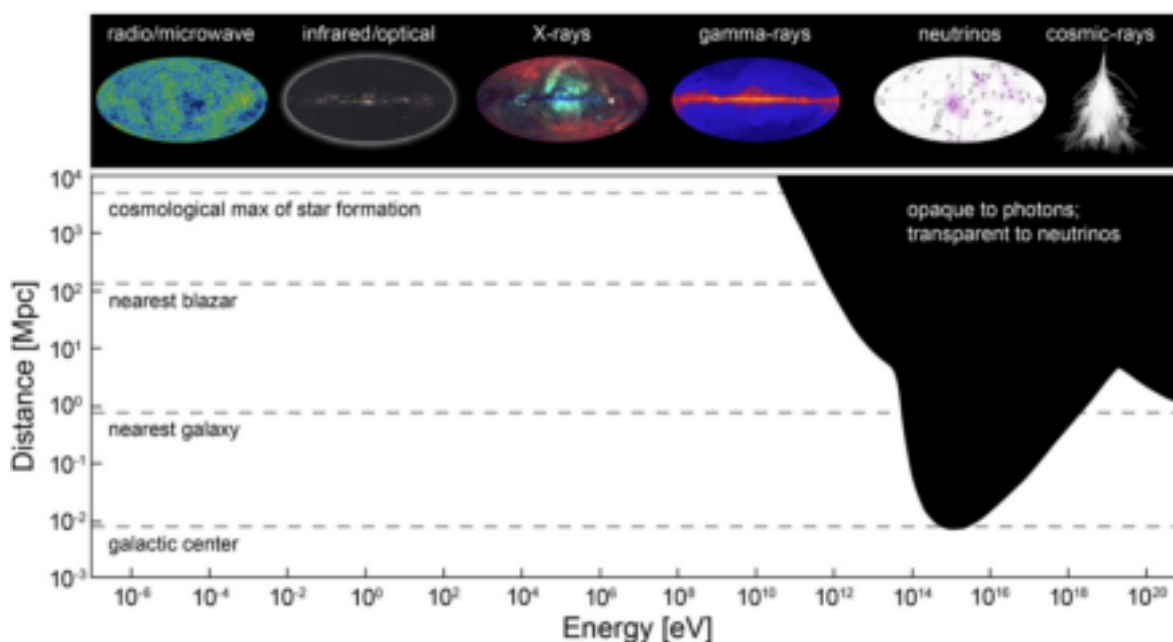 radio/microwave infrared/optical X-rays gamma-rays neutrinos cosmic-rays
10⁴
cosmological max of star formation
opaque to photons;
transparent to neutrinos
10³
10²
nearest blazar
10¹
10⁰
nearest galaxy
10⁻¹
10⁻²
galactic center
10⁻³
Distance [Mpc]
10⁻⁶ 10⁻⁴ 10⁻² 10⁰ 10² 10⁴ 10⁶ 10⁸ 10¹⁰ 10¹² 10¹⁴ 10¹⁶ 10¹⁸ 10²⁰
Energy [eV]